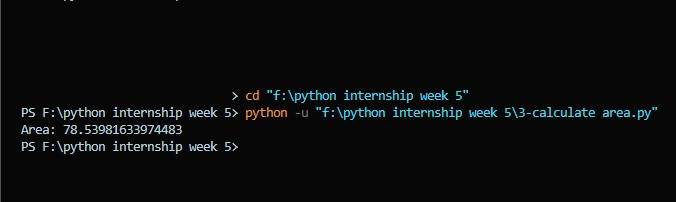 > cd "f:\python internship week 5"
PS F:\python internship week 5> python -u "f:\python internship week 5\3-calculate area.py"
Area: 78.53981633974483
PS F:\python internship week 5>